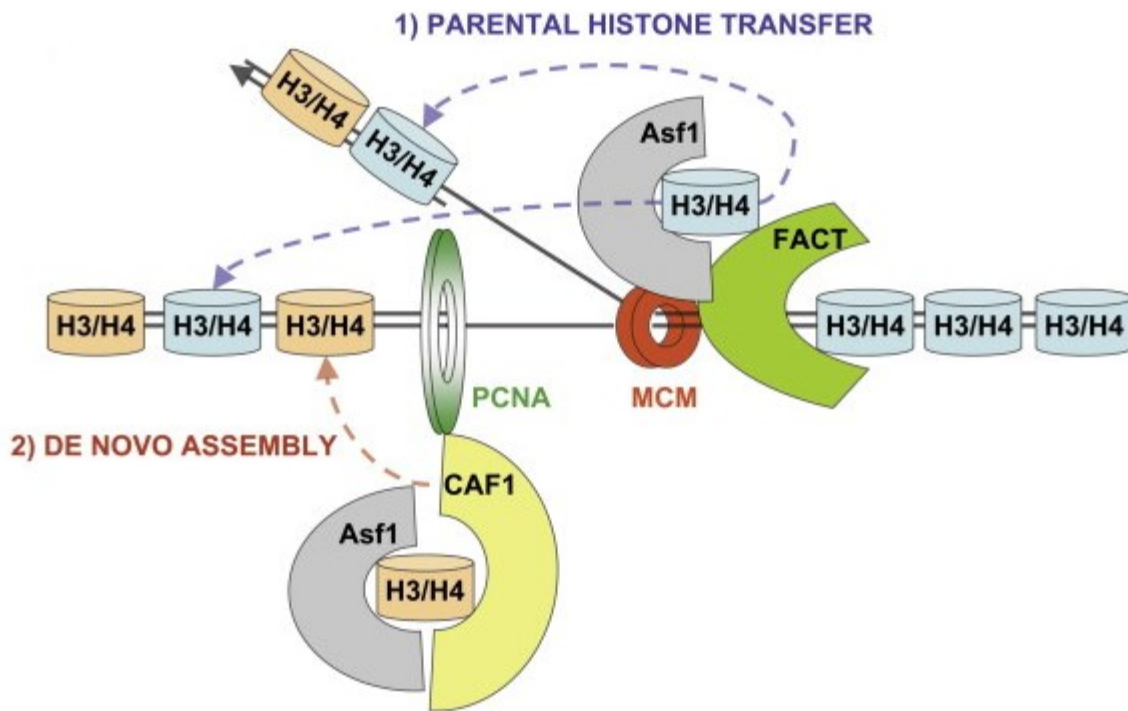 1) PARENTAL HISTONE TRANSFER
H3/H4
H3/H4
Asf1
H3/H4
FACT
H3/H4
H3/H4
H3/H4
H3/H4
H3/H4
H3/H4
PCNA
MCM
2) DE NOVO ASSEMBLY
CAF1
Asf1
H3/H4